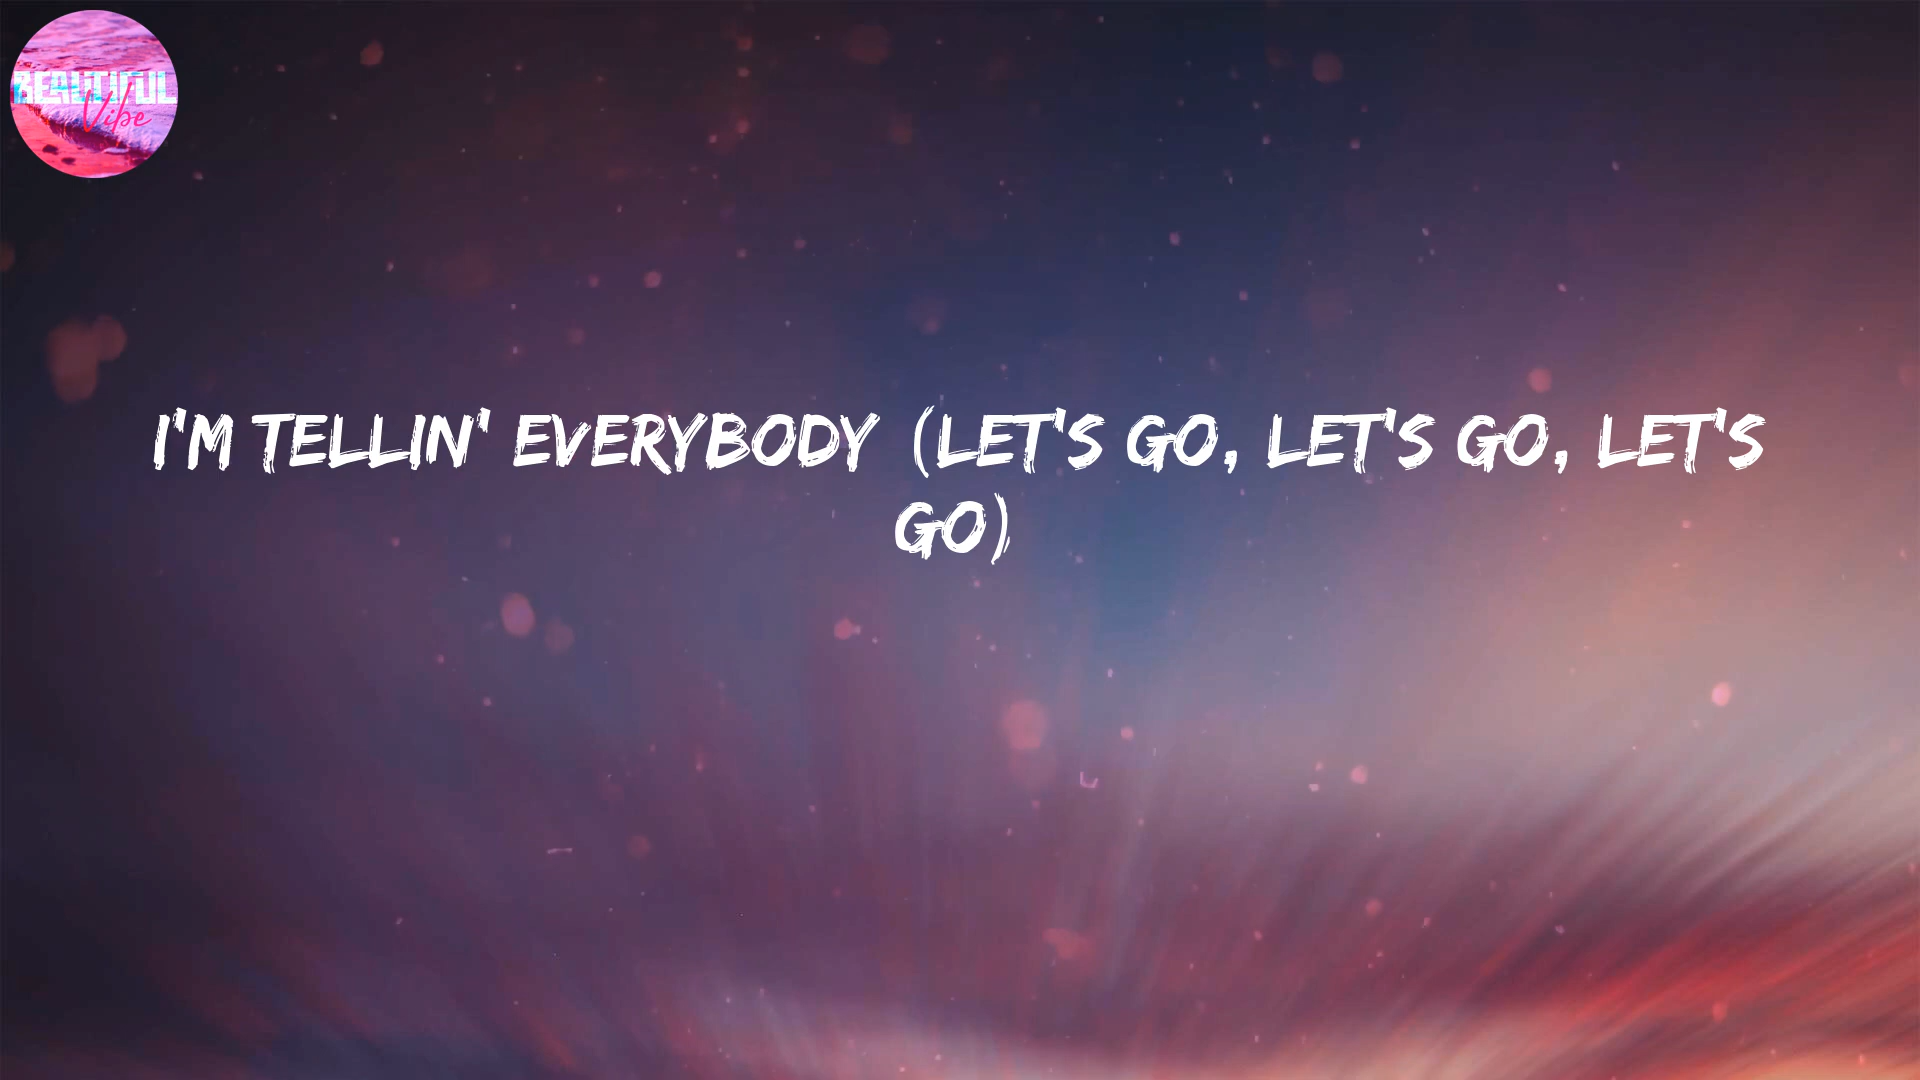 BEAUTIFUL
Vibe
I'M TELLIN' EVERYBODY (LET'S GO, LET'S GO, LET'S
GO)